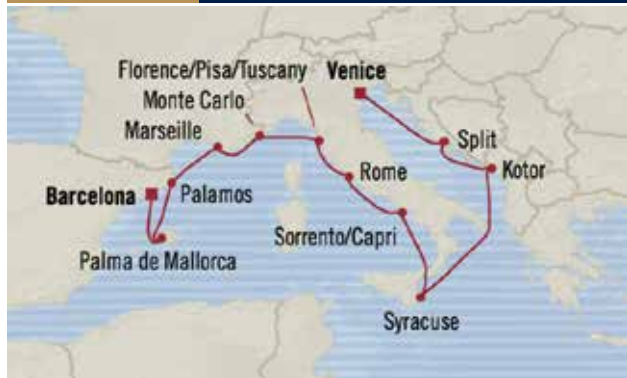 Florence/Pisa/Tuscany
Venice
Monte Carlo
Marseille
Split
Rome
Kotor
Barcelona
Palamos
Sorrento/Capri
Palma de Mallorca
Syracuse